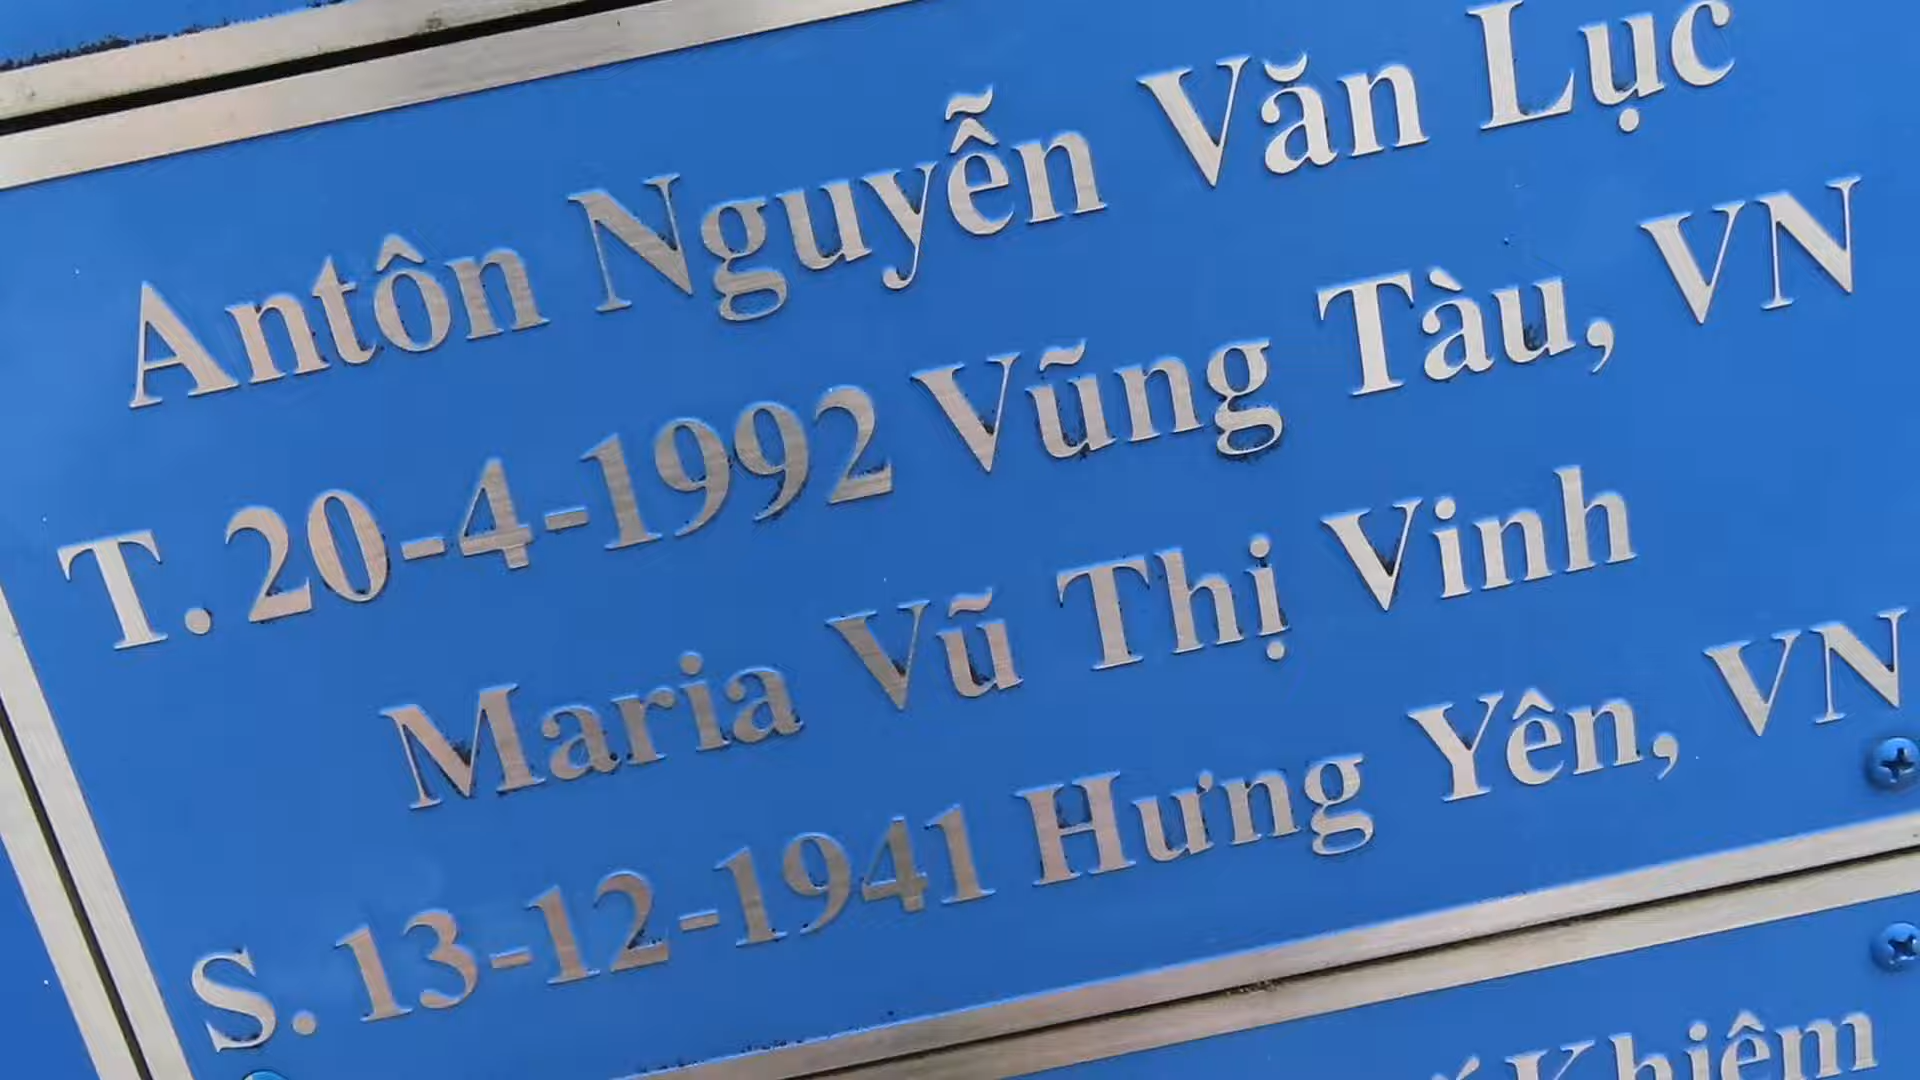 Antôn Nguyễn Văn Lục
T. 20-4-1992 Vũng Tàu, VN
Maria Vũ Thị Vinh
S. 13-12-1941 Hưng Yên, VN
Khiêm